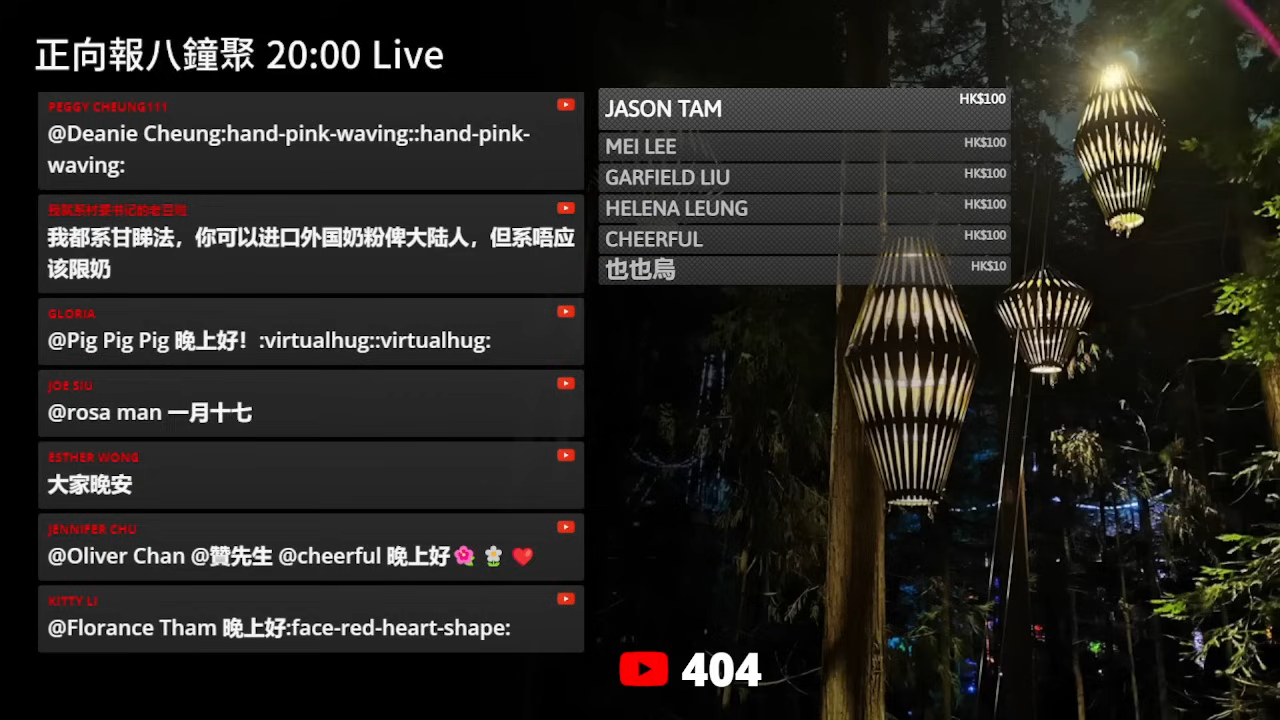 正向報八鐘聚 20:00 Live
PEGGY CHEUNG111
@Deanie Cheung:hand-pink-waving::hand-pink-
waving:
我都系甘睇法，你可以进口外国奶粉俾大陆人，但系唔应
该限奶
GLORIA
@Pig Pig Pig 晚上好！:virtualhug::virtualhug:
JOE SIU
@rosa man 一月十七
ESTHER WONG
大家晚安
JENNIFER CHU
@Oliver Chan @贊先生 @cheerful 晚上好🌺 🌼 ❤️
KITTY LI
@Florance Tham 晚上好:face-red-heart-shape:
JASON TAM HK$100
MEI LEE HK$100
GARFIELD LIU HK$100
HELENA LEUNG HK$100
CHEERFUL HK$100
也也烏 HK$10
404